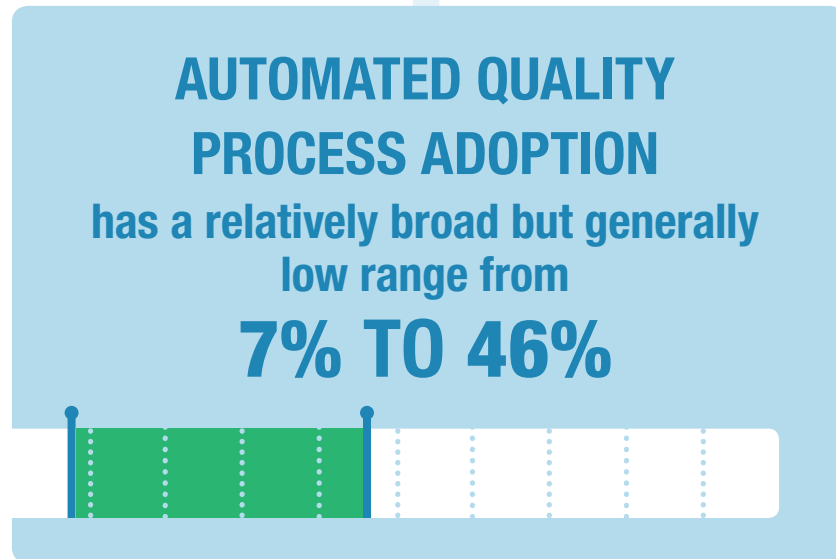 AUTOMATED QUALITY
PROCESS ADOPTION
has a relatively broad but generally
low range from
7% TO 46%